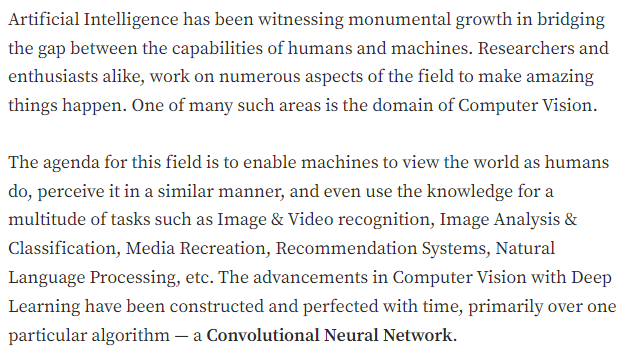 Artificial Intelligence has been witnessing monumental growth in bridging
the gap between the capabilities of humans and machines. Researchers and
enthusiasts alike, work on numerous aspects of the field to make amazing
things happen. One of many such areas is the domain of Computer Vision.
The agenda for this field is to enable machines to view the world as humans
do, perceive it in a similar manner, and even use the knowledge for a
multitude of tasks such as Image & Video recognition, Image Analysis &
Classification, Media Recreation, Recommendation Systems, Natural
Language Processing, etc. The advancements in Computer Vision with Deep
Learning have been constructed and perfected with time, primarily over one
particular algorithm — a Convolutional Neural Network.